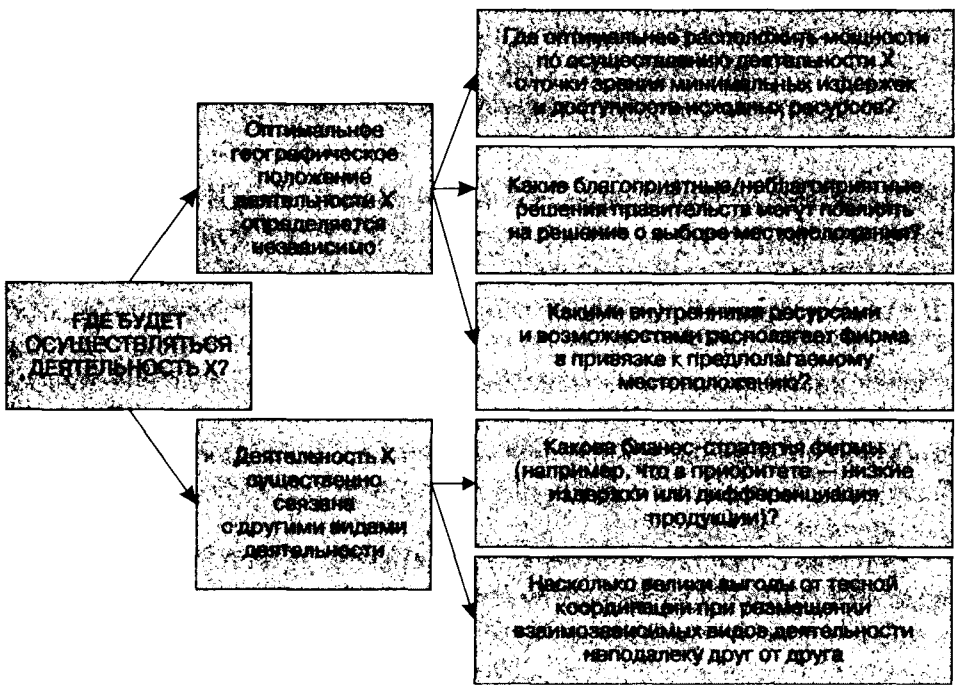 ГДЕ БУДЕТ
ОСУЩЕСТВЛЯТЬСЯ
ДЕЯТЕЛЬНОСТЬ X?
Оптимальное
географическое
положение
деятельности X
определяется
независимо
Где оптимальнее расположить мощности
по осуществлению деятельности X
с точки зрения минимальных издержек
и доступности исходных ресурсов?
Какие благоприятные/неблагоприятные
решения правительств могут повлиять
на решение о выборе местоположения?
Какими внутренними ресурсами
и возможностями располагает фирма
в привязке к предполагаемому
местоположению?
Деятельность X
существенно
связана
с другими видами
деятельности
Какова бизнес-стратегия фирмы
(например, что в приоритете — низкие
издержки или дифференциация
продукции)?
Насколько велики выгоды от тесной
координации при размещении
взаимозависимых видов деятельности
неподалеку друг от друга